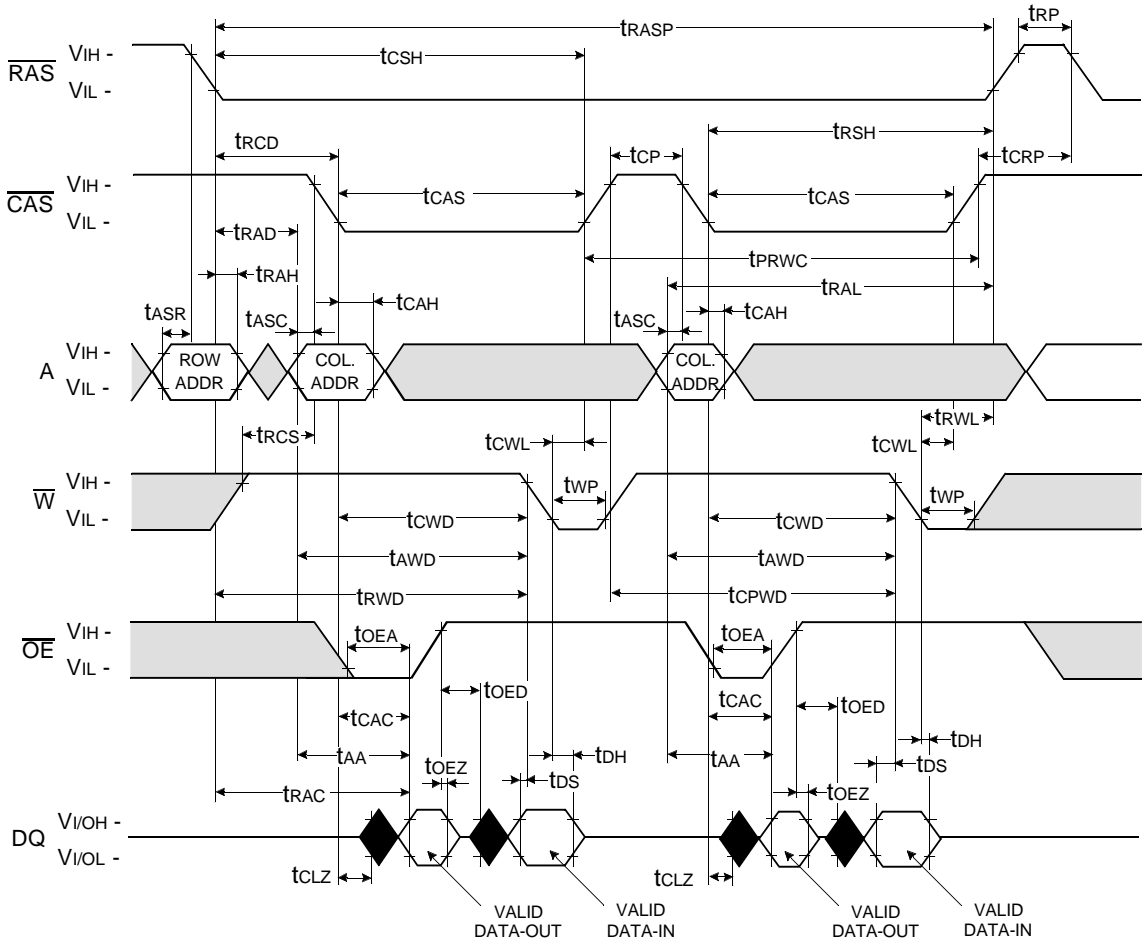 tRASP
tRP
tCSH
RAS
VIH -
VIL -
tRCD
tRSH
tCP
tCRP
CAS
VIH -
VIL -
tCAS
tCAS
tRAD
tPRWC
tRAH
tRAL
tASR
tASC
tCAH
tASC
tCAH
A
VIH -
VIL -
ROW
ADDR
COL.
ADDR
COL.
ADDR
tRCS
tCWL
tRWL
tCWL
W
VIH -
VIL -
tWP
tWP
tCWD
tCWD
tAWD
tAWD
tRWD
tCPWD
OE
VIH -
VIL -
tOEA
tOEA
tCAC
tOED
tCAC
tOED
tAA
tDH
tAA
tDH
tOEZ
tDS
tDS
tRAC
tOEZ
DQ
VI/OH -
VI/OL -
tCLZ
tCLZ
VALID
DATA-OUT
VALID
DATA-IN
VALID
DATA-OUT
VALID
DATA-IN